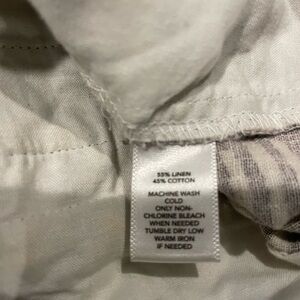 55% LINEN
45% COTTON
MACHINE WASH
COLD
ONLY NON-
CHLORINE BLEACH
WHEN NEEDED
TUMBLE DRY LOW
WARM IRON
IF NEEDED